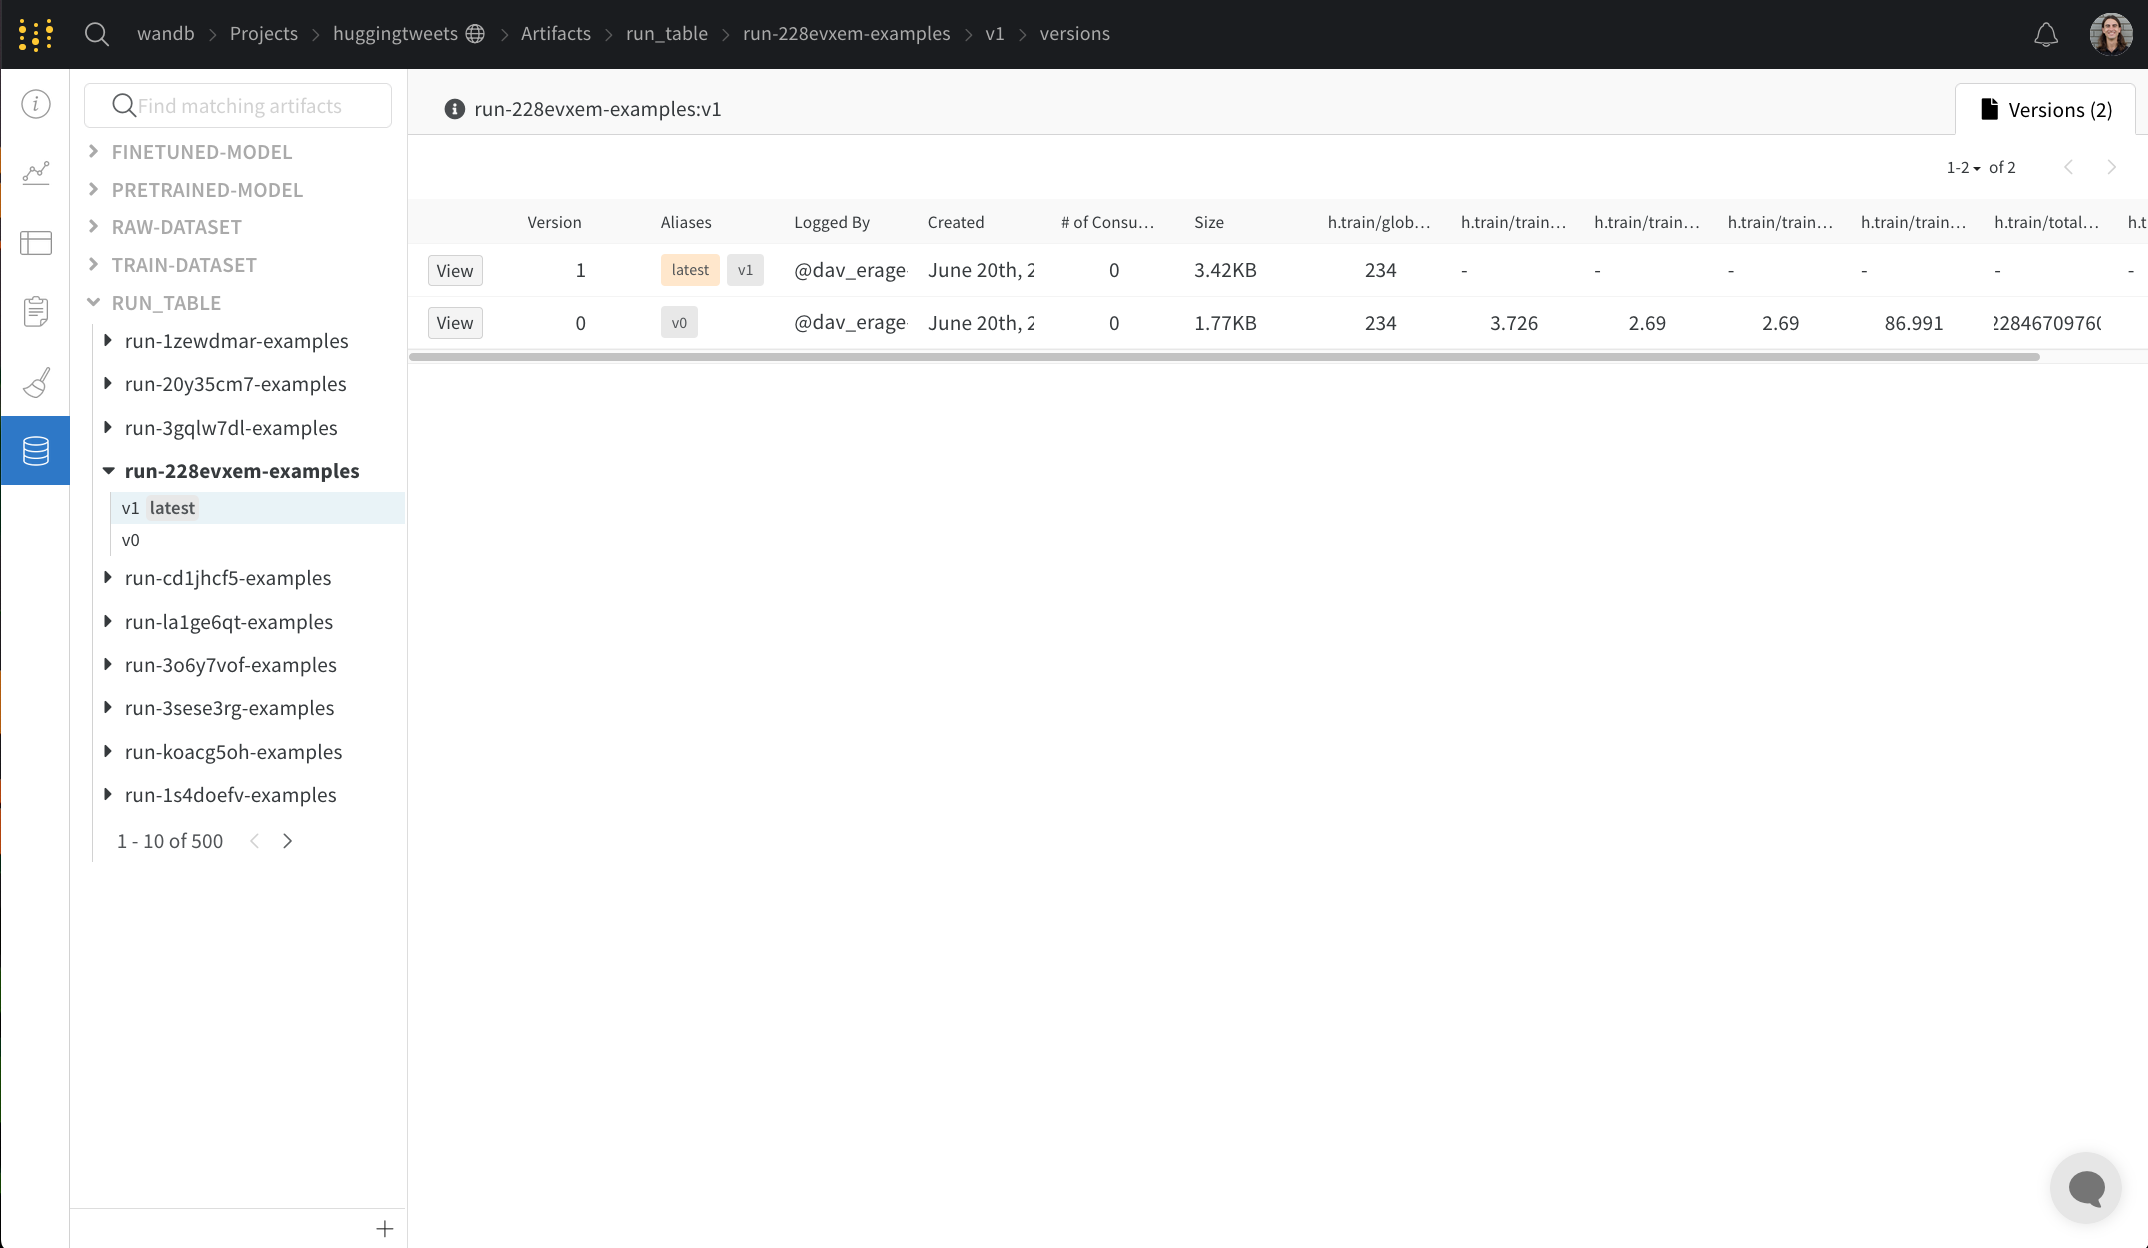 wandb > Projects > huggingtweets > Artifacts > run_table > run-228evxem-examples > v1 > versions
Find matching artifacts
FINETUNED-MODEL
PRETRAINED-MODEL
RAW-DATASET
TRAIN-DATASET
RUN_TABLE
run-1zewdmar-examples
run-20y35cm7-examples
run-3gqlw7dl-examples
run-228evxem-examples
v1 latest
v0
run-cd1jhcf5-examples
run-la1ge6qt-examples
run-3o6y7vof-examples
run-3sese3rg-examples
run-koacg5oh-examples
run-1s4doefv-examples
1 - 10 of 500
run-228evxem-examples:v1
Versions (2)
1-2 of 2
Version Aliases Logged By Created # of Consu... Size h.train/glob... h.train/train... h.train/train... h.train/train... h.train/train... h.train/total... h.t
View 1 latest v1 @dav_erage June 20th, 2 0 3.42KB 234 - - - - - -
View 0 v0 @dav_erage June 20th, 2 0 1.77KB 234 3.726 2.69 2.69 86.991 2284670976